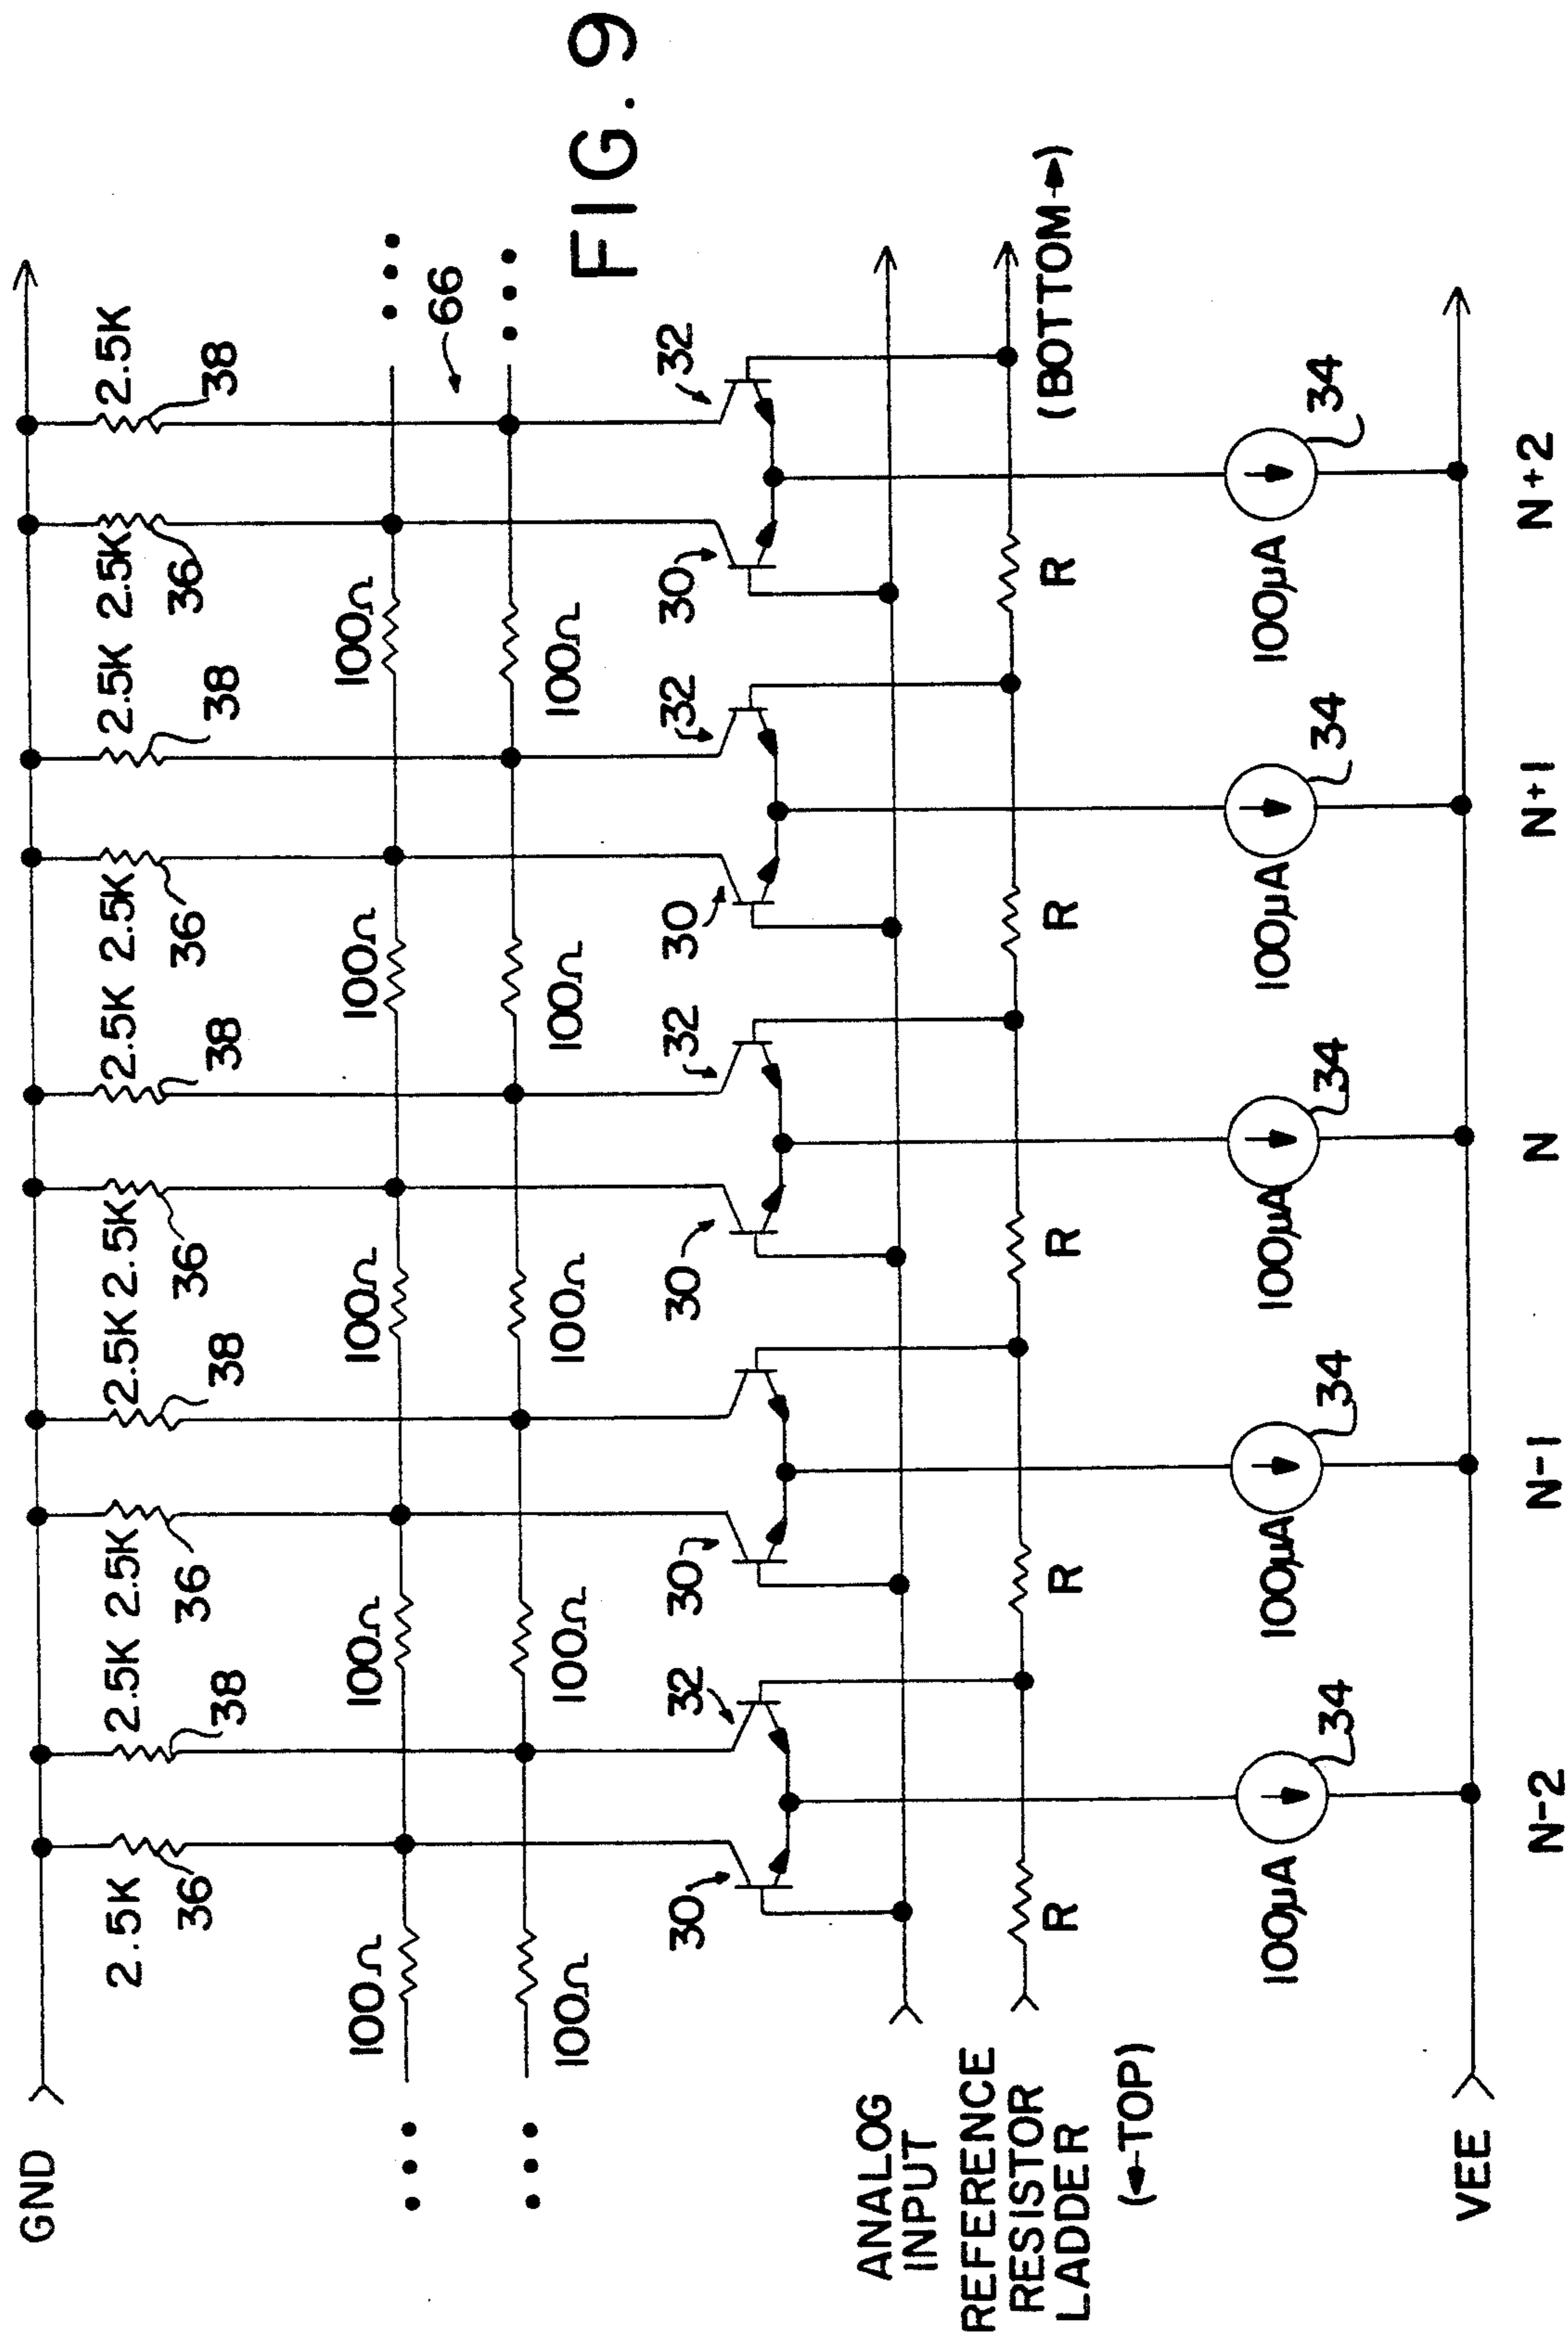 GND
2.5K 2.5K 2.5K 2.5K 2.5K 2.5K 2.5K 2.5K 2.5K 2.5K
36 38 36 38 36 38 36 38 36 38
100Ω 100Ω 100Ω 100Ω 100Ω
66
100Ω 100Ω 100Ω 100Ω 100Ω
FIG. 9
30 32 30 30 32 30 32 30 32
ANALOG
INPUT
REFERENCE
RESISTOR
LADDER
R R R R R
(BOTTOM→)
(←TOP)
100µA 100µA 100µA 100µA 100µA
34 34 34 34 34
VEE
N-2 N-1 N N+1 N+2